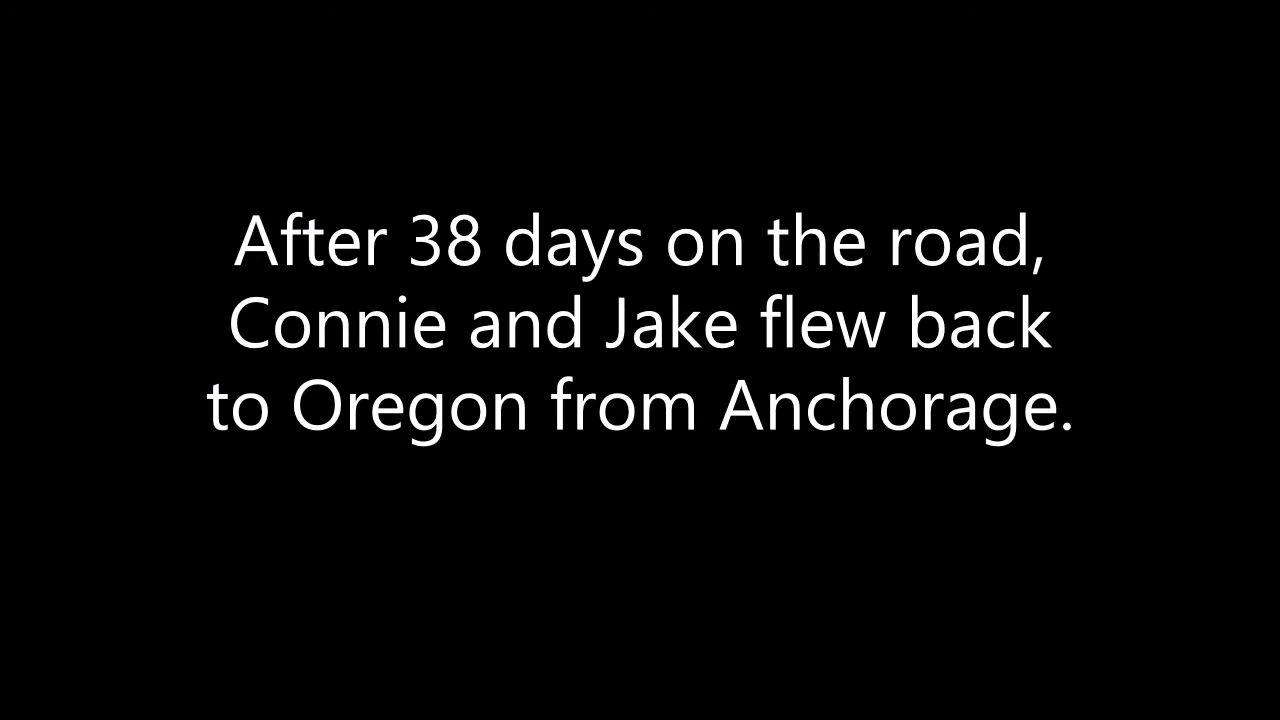 After 38 days on the road,
Connie and Jake flew back
to Oregon from Anchorage.